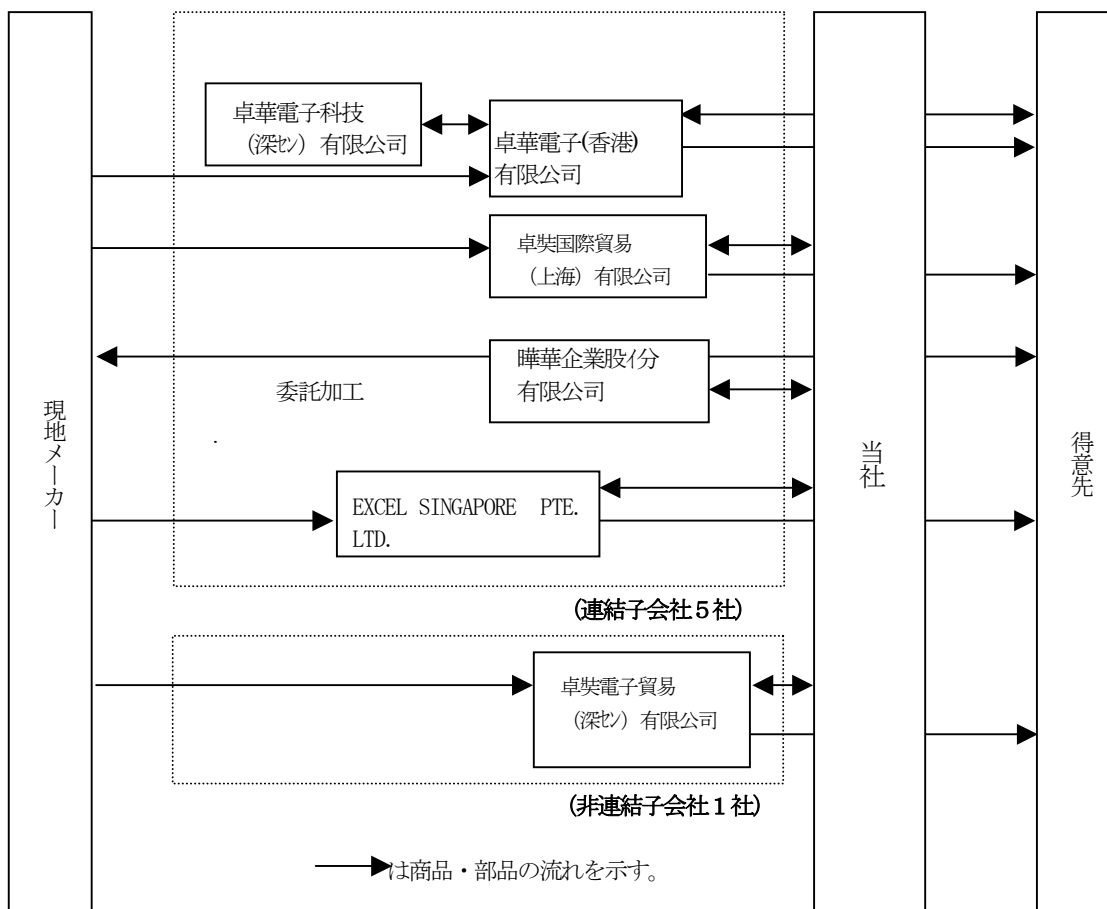 卓華電子科技
（深セン）有限公司
卓華電子(香港)
有限公司
卓奘国際貿易
（上海）有限公司
曄華企業股イ分
有限公司
委託加工
現地メーカー
.
当社
得意先
EXCEL SINGAPORE PTE.
LTD.
(連結子会社５社)
卓奘電子貿易
（深セン）有限公司
(非連結子会社１社)
は商品・部品の流れを示す。